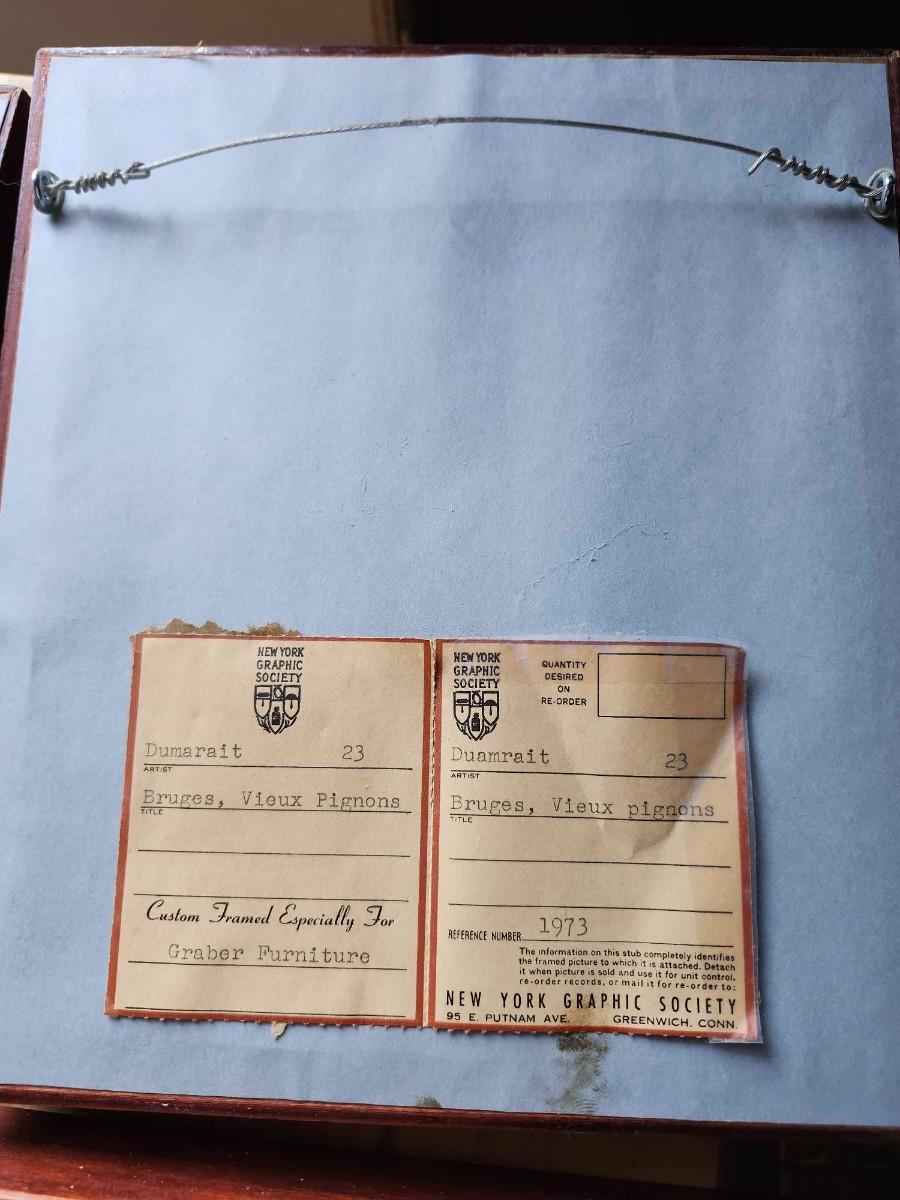 NEW YORK
GRAPHIC
SOCIETY
Dumarait 23
ARTIST
Bruges, Vieux Pignons
TITLE
Custom Framed Especially For
Graber Furniture
NEW YORK
GRAPHIC
SOCIETY
QUANTITY
DESIRED
ON
RE-ORDER
Duamrait 23
ARTIST
Bruges, Vieux pignons
TITLE
REFERENCE NUMBER 1973
The information on this stub completely identifies
the framed picture to which it is attached. Detach
it when picture is sold and use it for unit control,
re-order records, or mail it for re-order to:
NEW YORK GRAPHIC SOCIETY
95 E. PUTNAM AVE. GREENWICH, CONN.